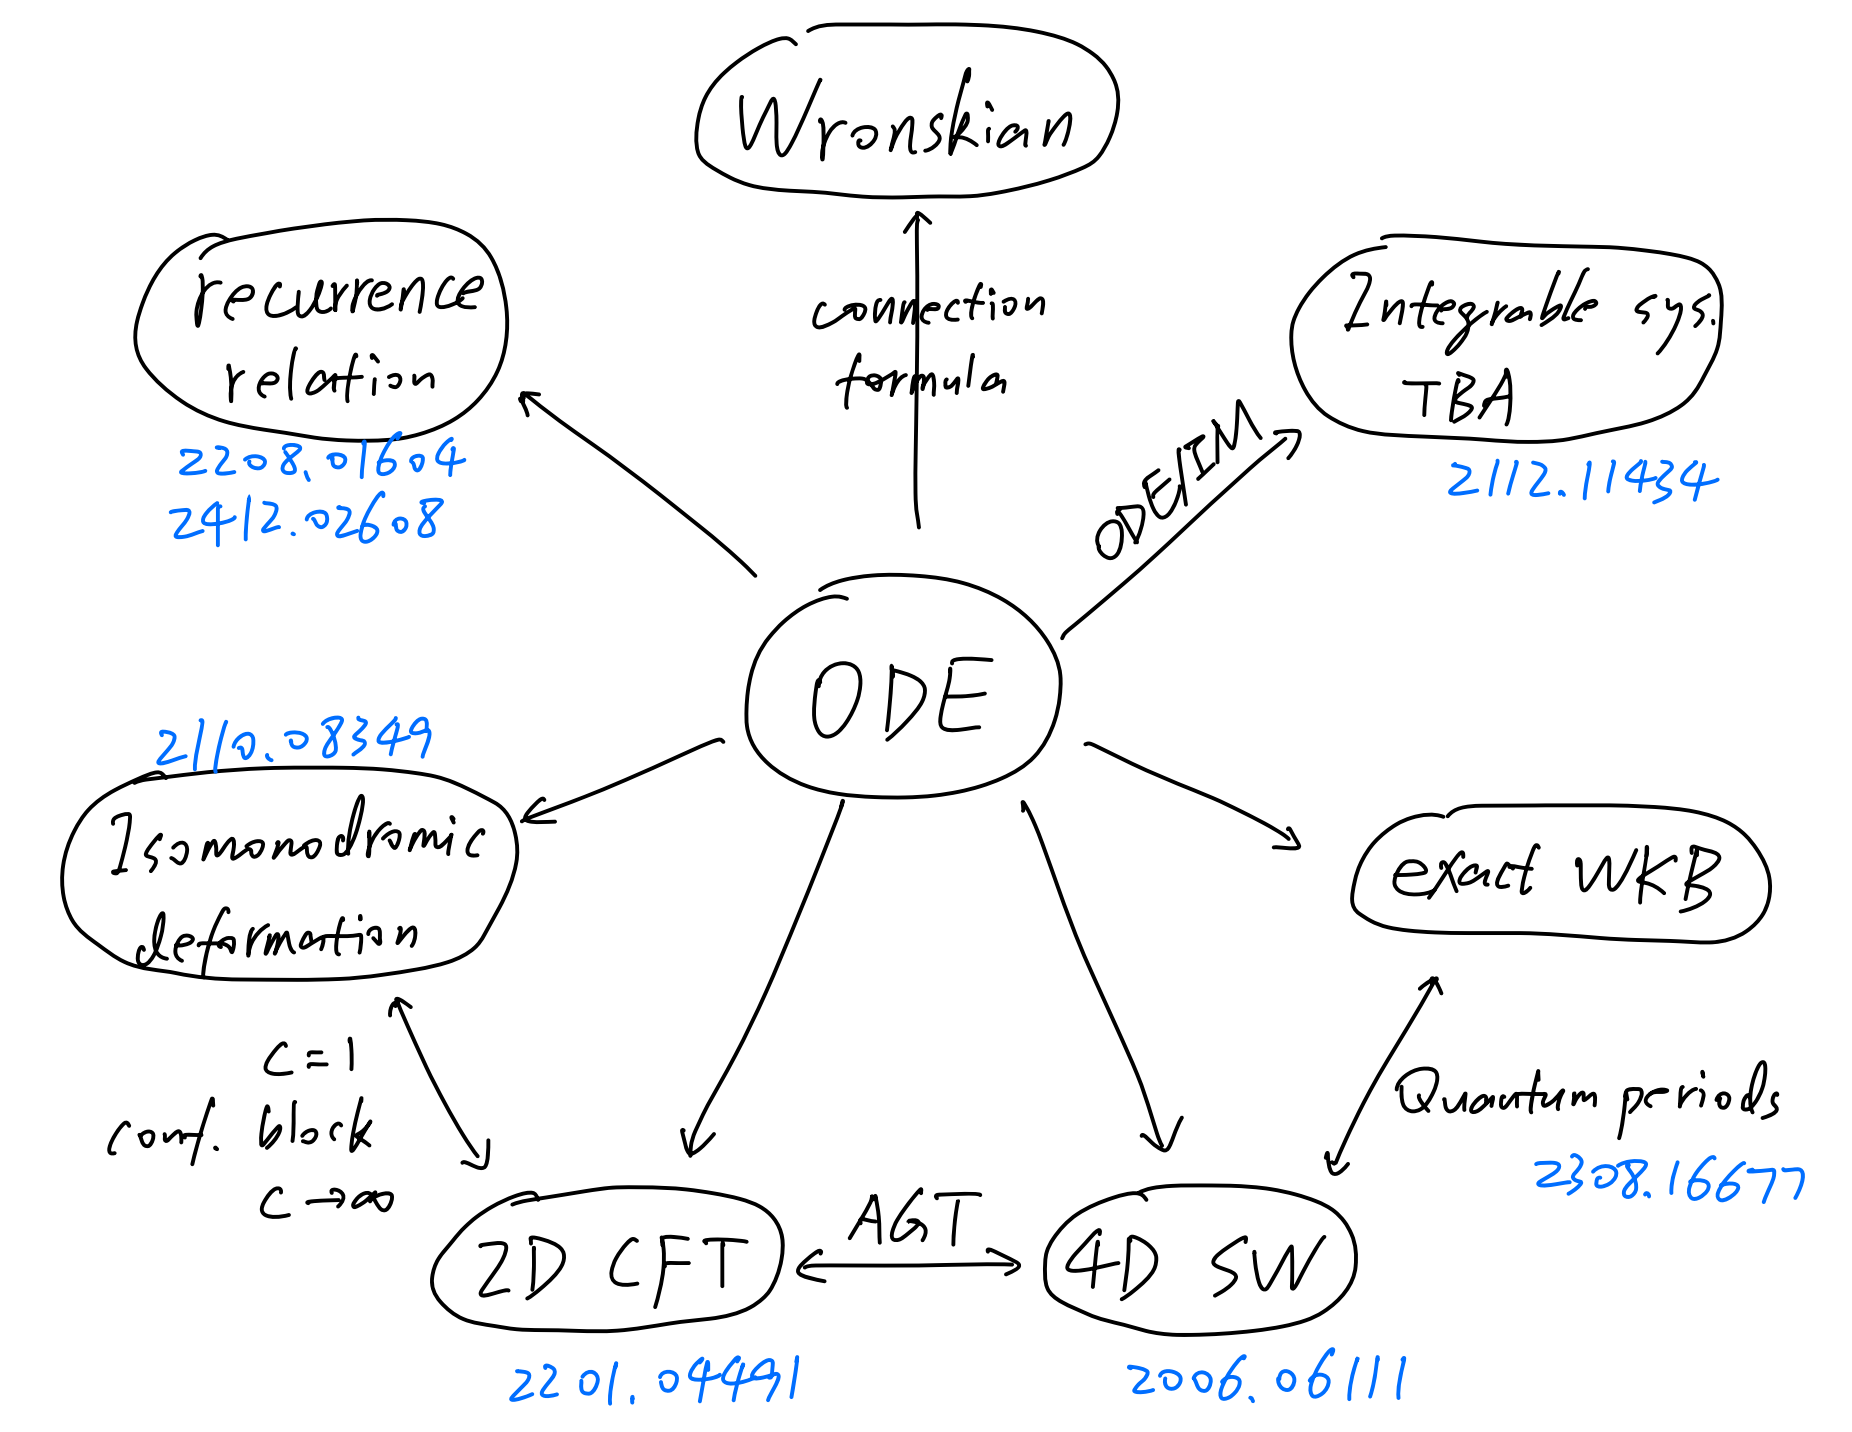 Wronskian
recurrence
relation
2208.01604
2412.02608
connection
formula
Integrable sys.
TBA
2112.11434
ODE/IM
ODE
2110.08349
Isomonodromic
deformation
exact WKB
c=1
conf. block
c→∞
Quantum periods
2308.16677
2D CFT
AGT
4D SW
2201.04491
2006.06111